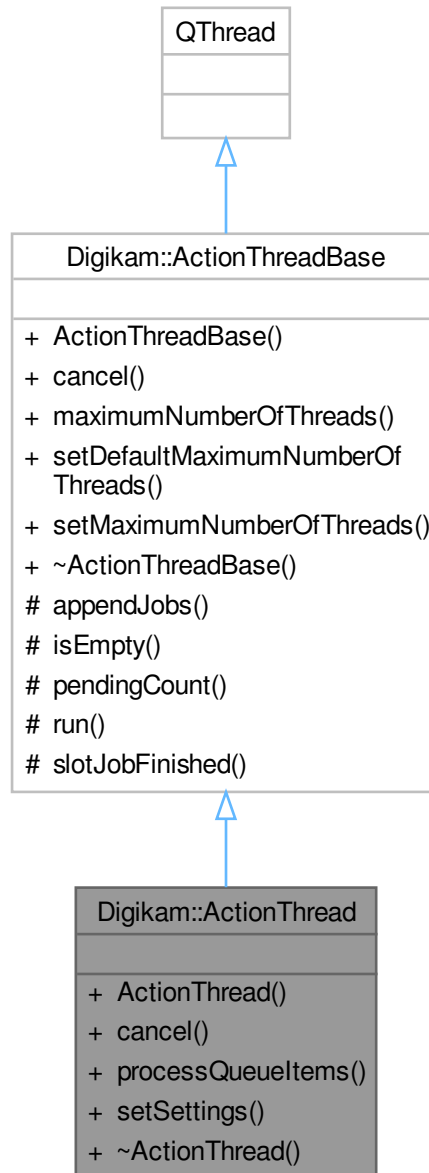 QThread
Digikam::ActionThreadBase
+ ActionThreadBase()
+ cancel()
+ maximumNumberOfThreads()
+ setDefaultMaximumNumberOf
Threads()
+ setMaximumNumberOfThreads()
+ ~ActionThreadBase()
# appendJobs()
# isEmpty()
# pendingCount()
# run()
# slotJobFinished()
Digikam::ActionThread
+ ActionThread()
+ cancel()
+ processQueueItems()
+ setSettings()
+ ~ActionThread()